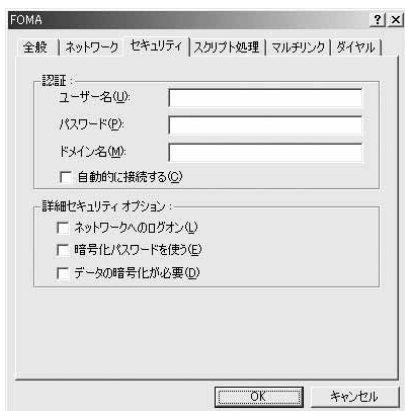 FOMA ? ×
全般 ネットワーク セキュリティ スクリプト処理 マルチリンク ダイヤル
認証：
ユーザー名(U):
パスワード(P):
ドメイン名(M):
自動的に接続する(C)
詳細セキュリティ オプション：
ネットワークへのログオン(L)
暗号化パスワードを使う(E)
データの暗号化が必要(D)
OK キャンセル